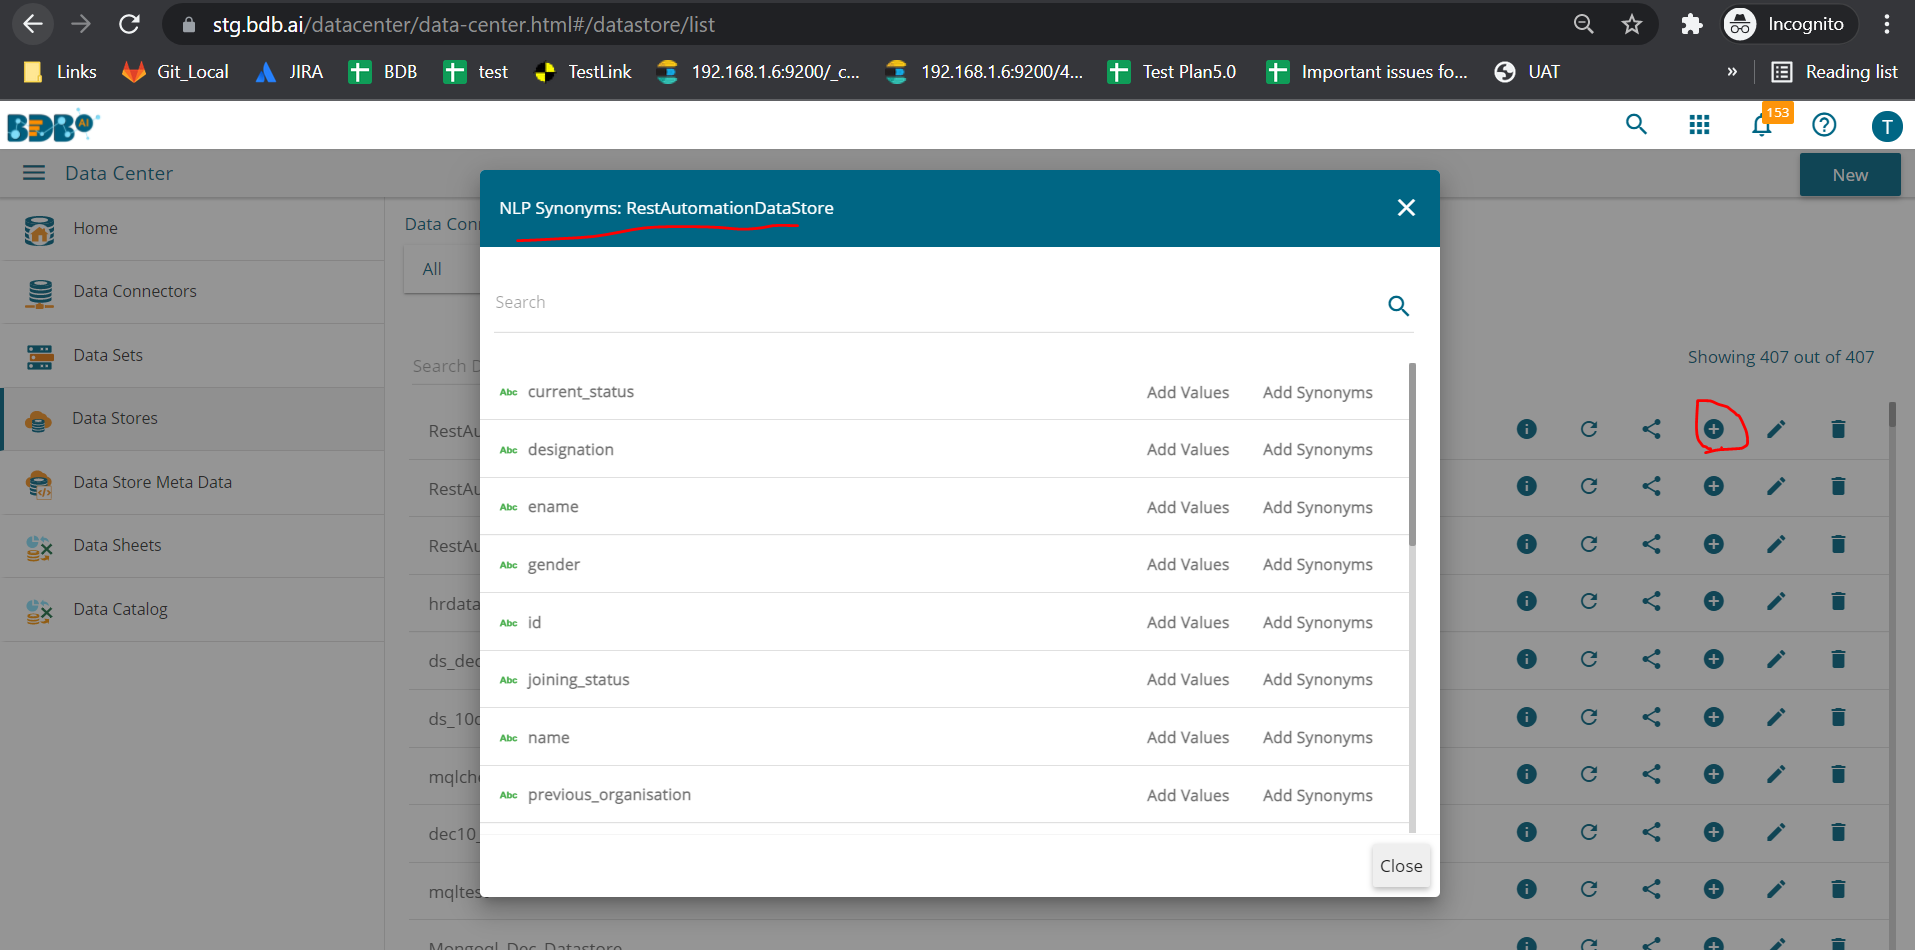 stg.bdb.ai/datacenter/data-center.html#/datastore/list
Incognito
Links
Git_Local
JIRA
BDB
test
TestLink
192.168.1.6:9200/_c...
192.168.1.6:9200/4...
Test Plan5.0
Important issues fo...
UAT
»
Reading list
BDB AI
153
T
Data Center
New
Home
Data Connectors
Data Sets
Data Stores
Data Store Meta Data
Data Sheets
Data Catalog
Data Con
All
Search D
Showing 407 out of 407
RestAu
RestAu
RestAu
hrdata
ds_dec
ds_10d
mqlche
dec10_
mqltes
Mongoql_Dec_Datastore
NLP Synonyms: RestAutomationDataStore
Search
Abc current_status Add Values Add Synonyms
Abc designation Add Values Add Synonyms
Abc ename Add Values Add Synonyms
Abc gender Add Values Add Synonyms
Abc id Add Values Add Synonyms
Abc joining_status Add Values Add Synonyms
Abc name Add Values Add Synonyms
Abc previous_organisation Add Values Add Synonyms
Close